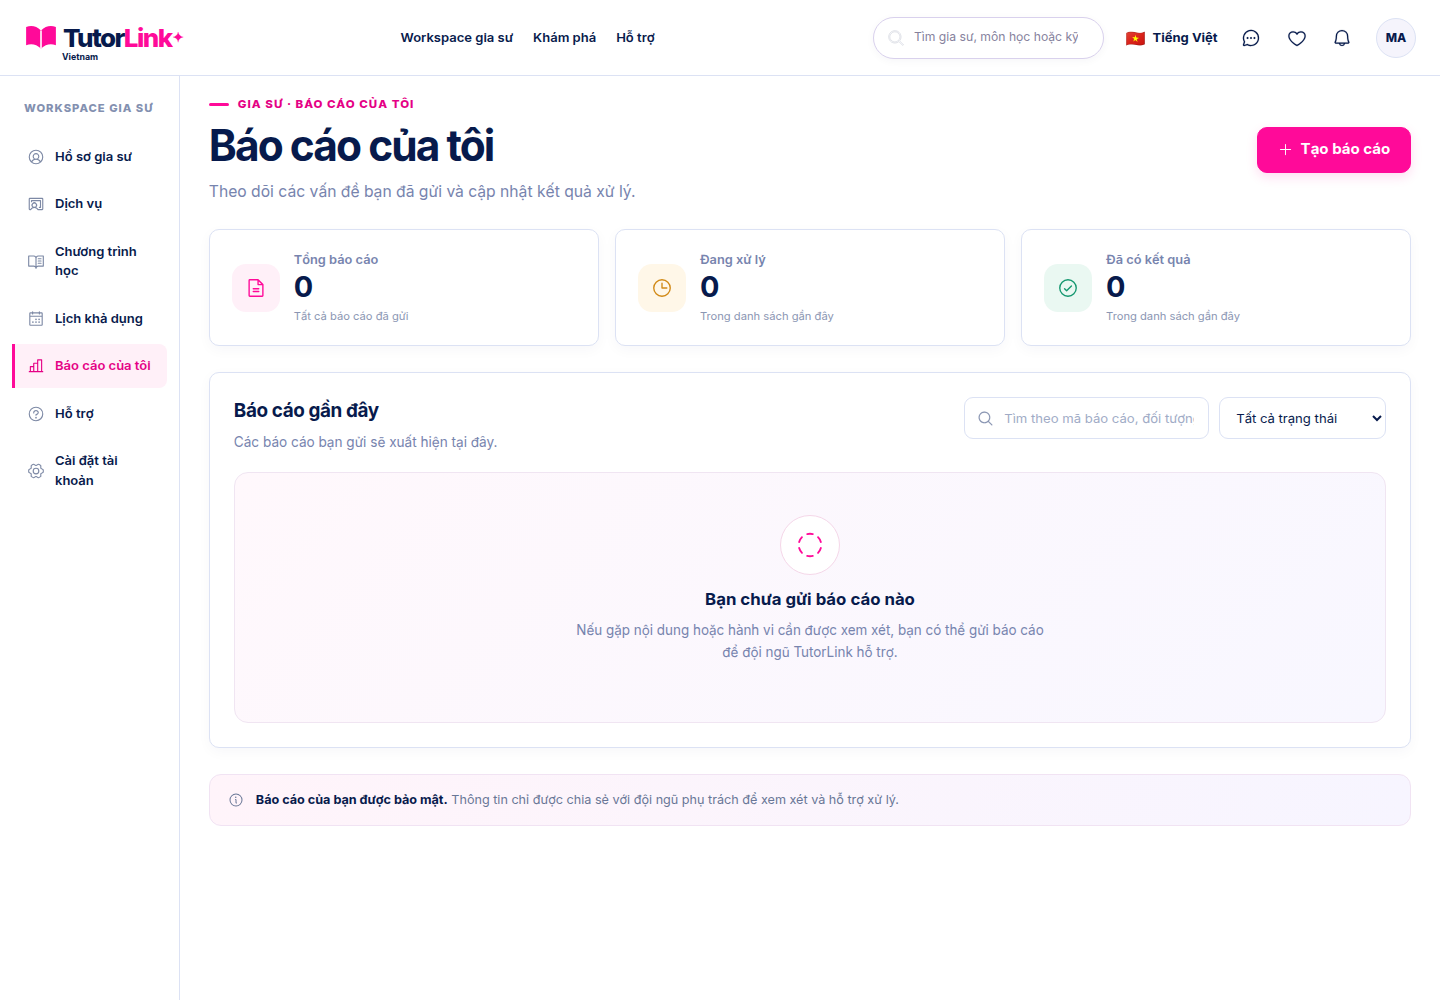 TutorLink
Vietnam
Workspace gia sư
Khám phá
Hỗ trợ
Tìm gia sư, môn học hoặc kỹ
Tiếng Việt
MA
WORKSPACE GIA SƯ
Hồ sơ gia sư
Dịch vụ
Chương trình
học
Lịch khả dụng
Báo cáo của tôi
Hỗ trợ
Cài đặt tài
khoản
GIA SƯ · BÁO CÁO CỦA TÔI
Báo cáo của tôi
Theo dõi các vấn đề bạn đã gửi và cập nhật kết quả xử lý.
Tạo báo cáo
Tổng báo cáo
0
Tất cả báo cáo đã gửi
Đang xử lý
0
Trong danh sách gần đây
Đã có kết quả
0
Trong danh sách gần đây
Báo cáo gần đây
Các báo cáo bạn gửi sẽ xuất hiện tại đây.
Tìm theo mã báo cáo, đối tượn
Tất cả trạng thái
Bạn chưa gửi báo cáo nào
Nếu gặp nội dung hoặc hành vi cần được xem xét, bạn có thể gửi báo cáo
để đội ngũ TutorLink hỗ trợ.
Báo cáo của bạn được bảo mật. Thông tin chỉ được chia sẻ với đội ngũ phụ trách để xem xét và hỗ trợ xử lý.